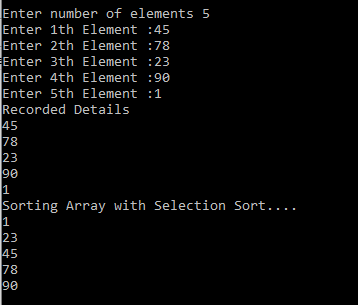 Enter number of elements 5
Enter 1th Element :45
Enter 2th Element :78
Enter 3th Element :23
Enter 4th Element :90
Enter 5th Element :1
Recorded Details
45
78
23
90
1
Sorting Array with Selection Sort....
1
23
45
78
90